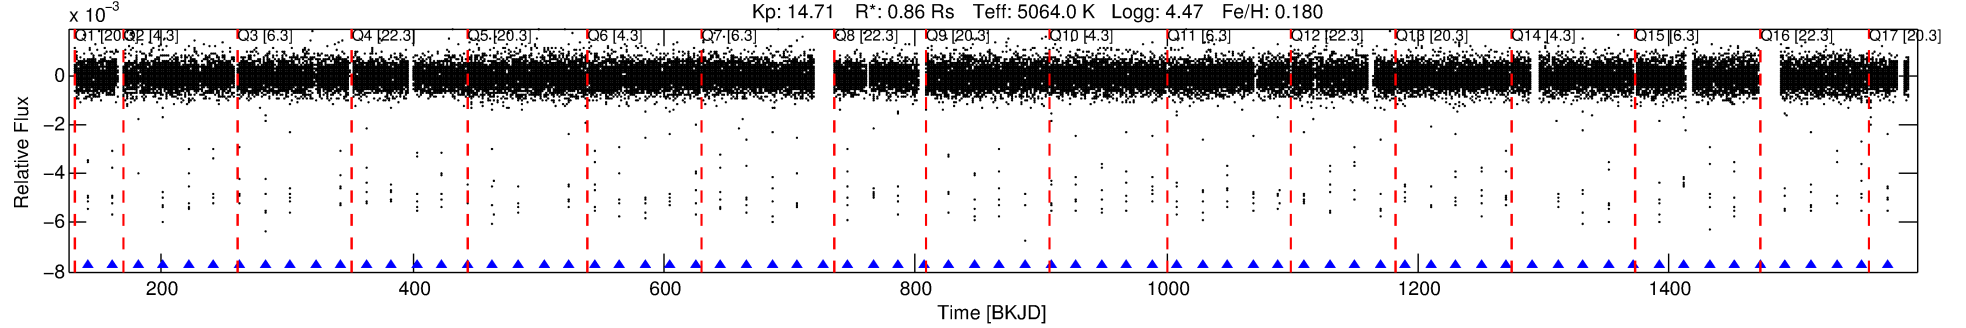 Kp: 14.71 R*: 0.86 Rs Teff: 5064.0 K Logg: 4.47 Fe/H: 0.180
x 10^-3
Q3 [6.3] Q4 [22.3] Q5 [20.3] Q6 [4.3] Q7 [6.3] Q8 [22.3] Q9 [20.3] Q10 [4.3] Q11 [6.3] Q12 [22.3] Q13 [20.3] Q14 [4.3] Q15 [6.3] Q16 [22.3] Q17 [20.3]
0
−2
−4
−6
−8
Relative Flux
200 400 600 800 1000 1200 1400
Time [BKJD]